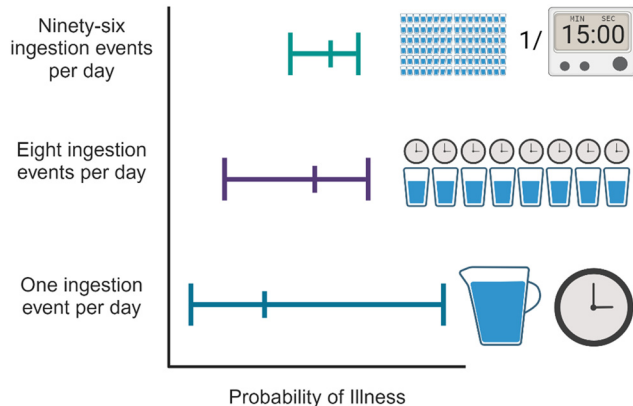 Ninety-six
ingestion events
per day
1/
MIN SEC
15:00
Eight ingestion
events per day
One ingestion
event per day
Probability of Illness